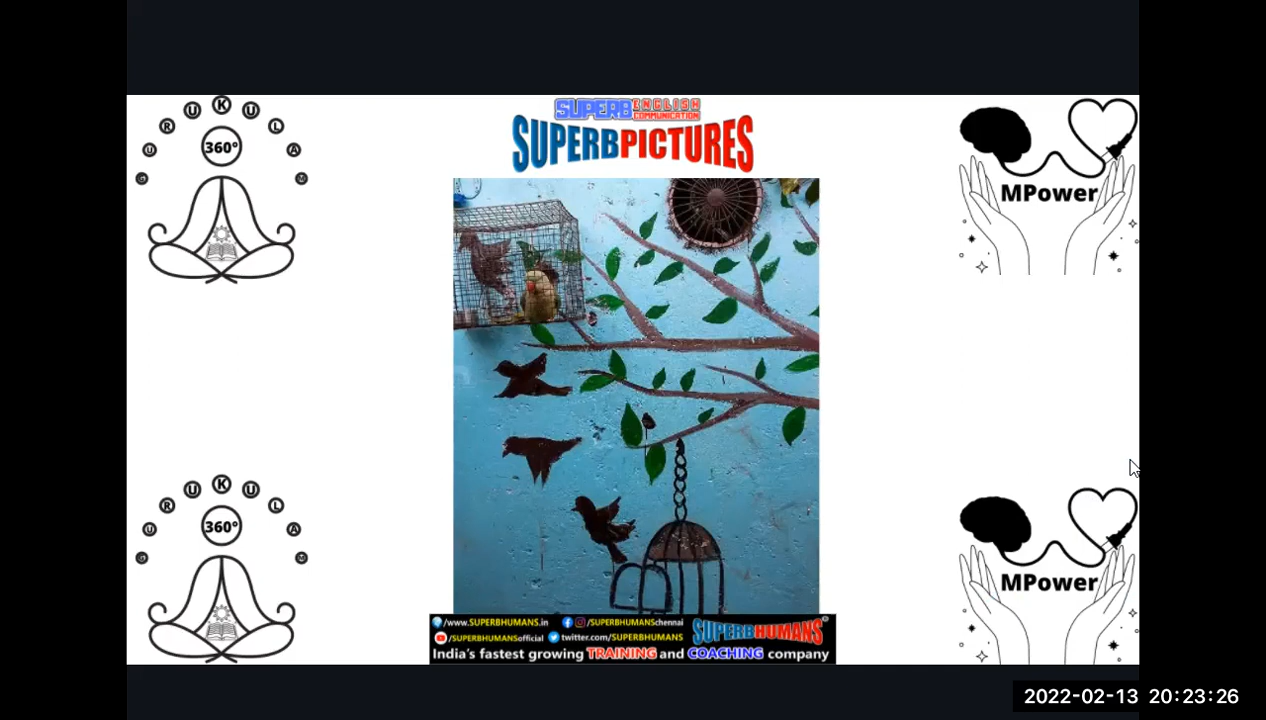 GURUKULAM
360°
SUPERB ENGLISH COMMUNICATION
SUPERBPICTURES
MPower
GURUKULAM
360°
MPower
/www.SUPERBHUMANS.in /SUPERBHUMANSchennai
/SUPERBHUMANSofficial twitter.com/SUPERBHUMANS
SUPERBHUMANS®
India's fastest growing TRAINING and COACHING company
2022-02-13 20:23:26